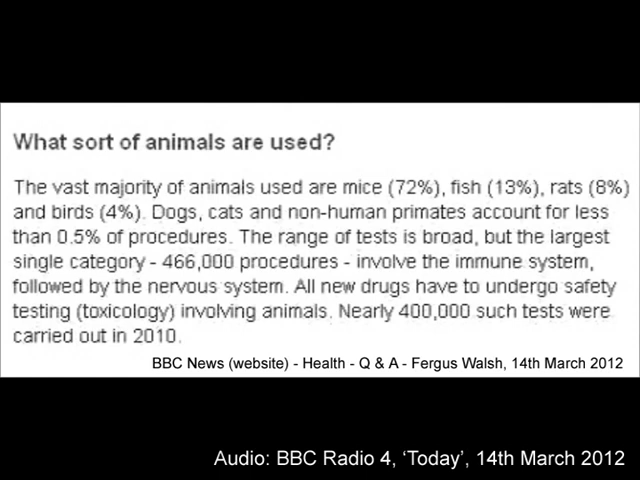 What sort of animals are used?
The vast majority of animals used are mice (72%), fish (13%), rats (8%)
and birds (4%). Dogs, cats and non-human primates account for less
than 0.5% of procedures. The range of tests is broad, but the largest
single category - 466,000 procedures - involve the immune system,
followed by the nervous system. All new drugs have to undergo safety
testing (toxicology) involving animals. Nearly 400,000 such tests were
carried out in 2010.
BBC News (website) - Health - Q & A - Fergus Walsh, 14th March 2012
Audio: BBC Radio 4, ‘Today’, 14th March 2012